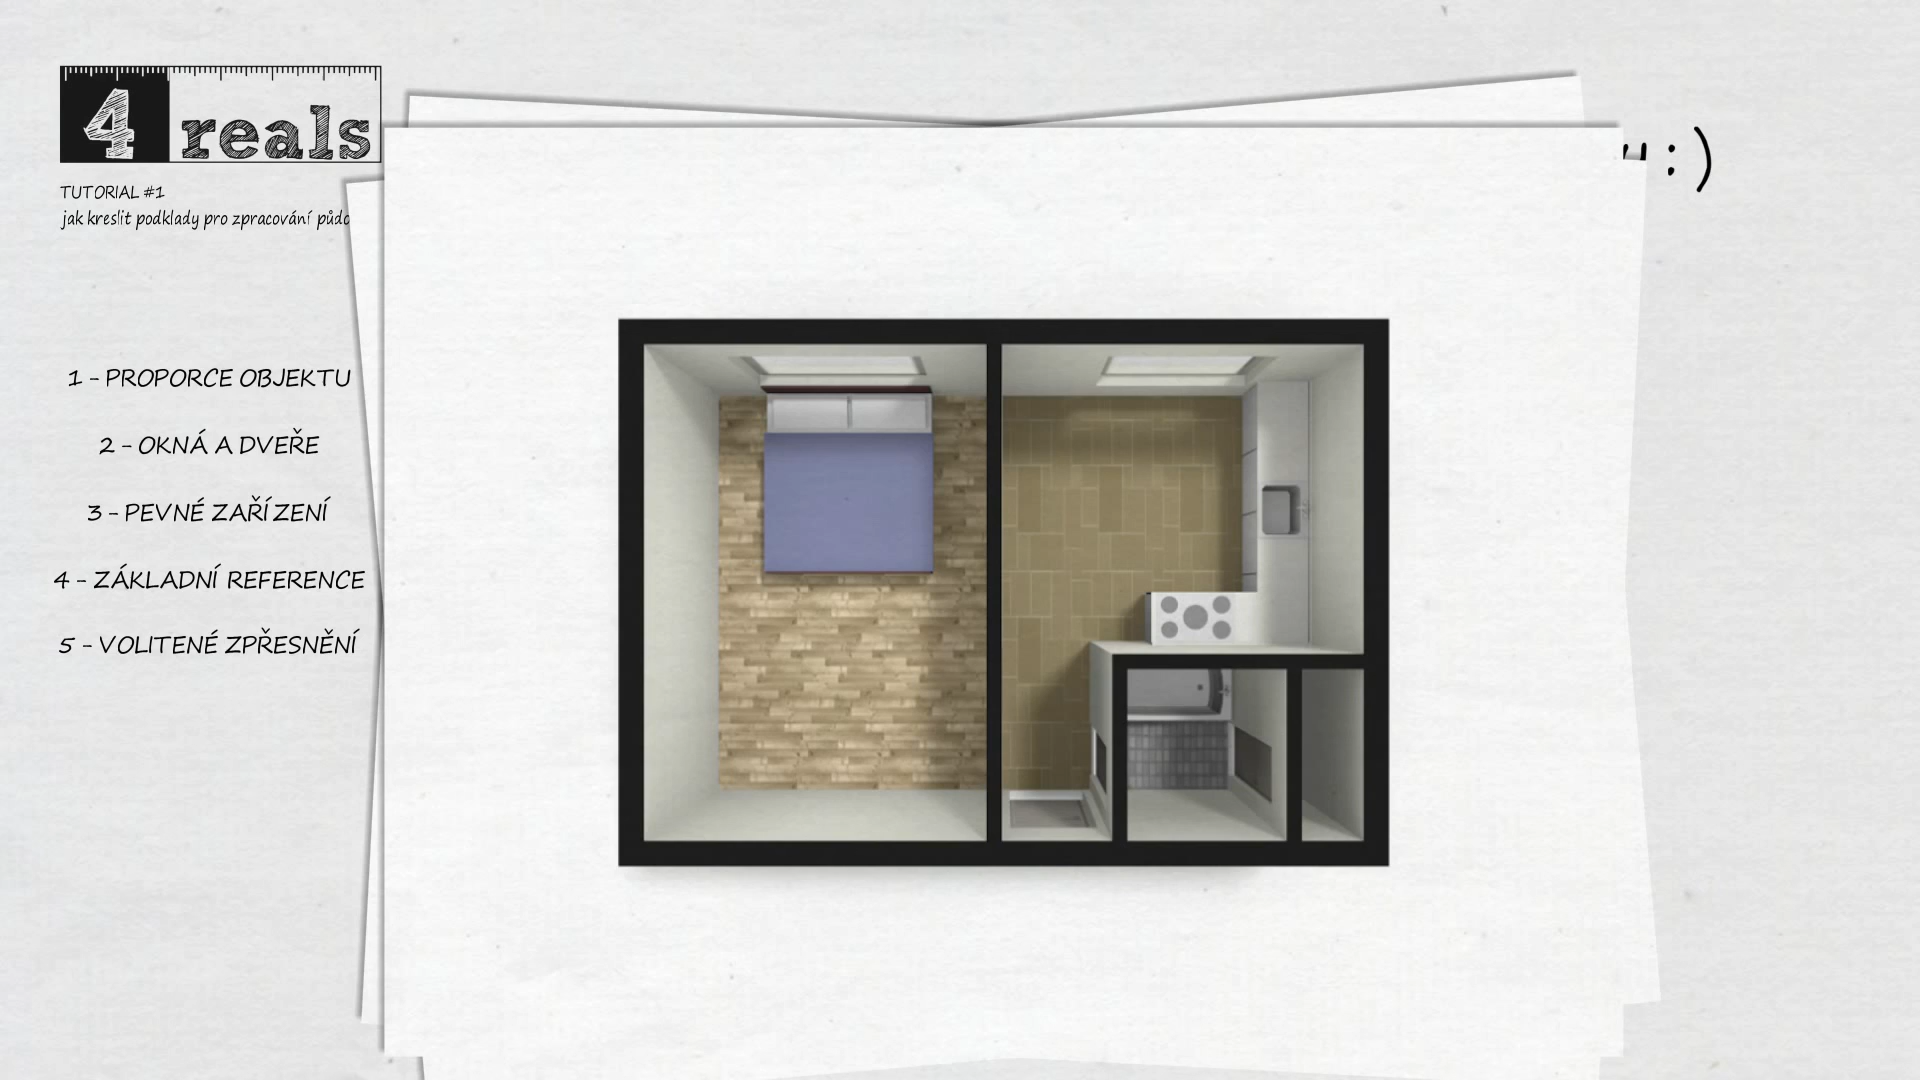 4 reals
TUTORIAL #1
jak kreslit podklady pro zpracování
1 - PROPORCE OBJEKTU
2 - OKNÁ A DVEŘE
3 - PEVNÉ ZAŘÍZENÍ
4 - ZÁKLADNÍ REFERENCE
5 - VOLITENÉ ZPŘESNĚNÍ
:)